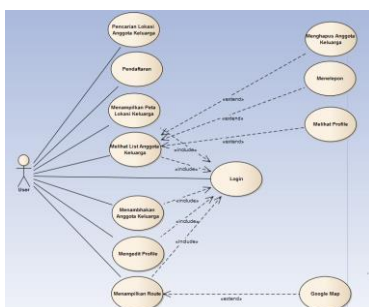 Pencarian Lokasi
Anggota Keluarga
Pendaftaran
Menampilkan Peta
Lokasi Keluarga
Melihat List Anggota
Keluarga
User
Menambahkan
Anggota Keluarga
Mengedit Profile
Menampilkan Route
Login
Menghapus Anggota
Keluarga
Menelepon
Melihat Profile
Google Map
«extend»
«extend»
«extend»
«include»
«include»
«include»
«include»
«include»
«extend»